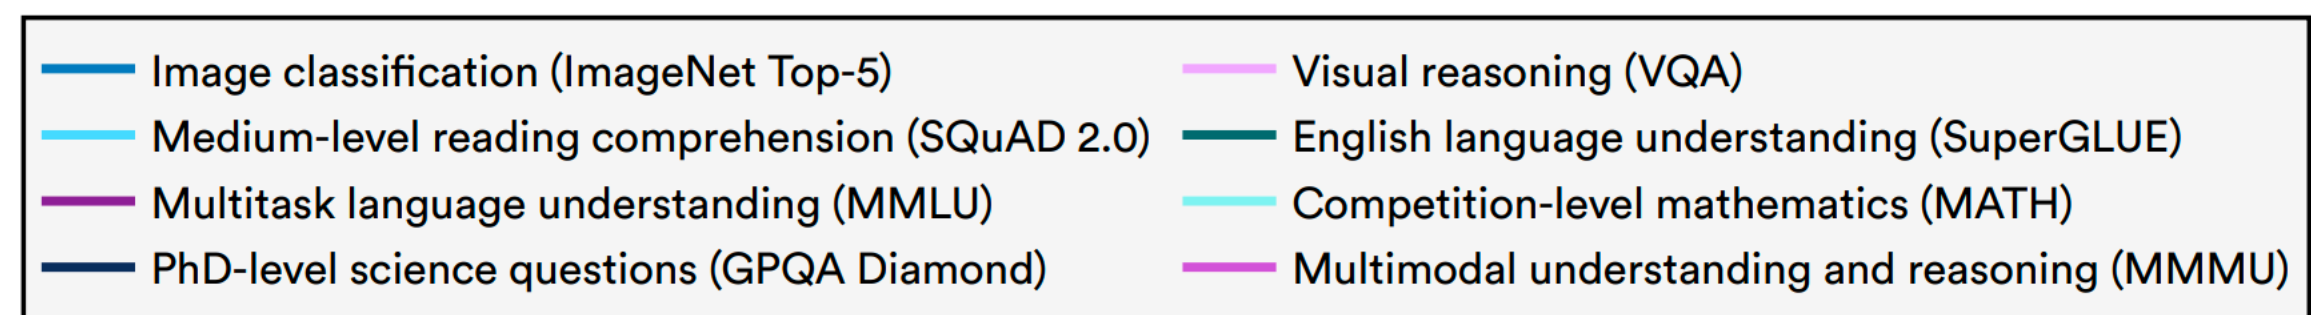 Image classification (ImageNet Top-5)
Medium-level reading comprehension (SQuAD 2.0)
Multitask language understanding (MMLU)
PhD-level science questions (GPQA Diamond)
Visual reasoning (VQA)
English language understanding (SuperGLUE)
Competition-level mathematics (MATH)
Multimodal understanding and reasoning (MMMU)